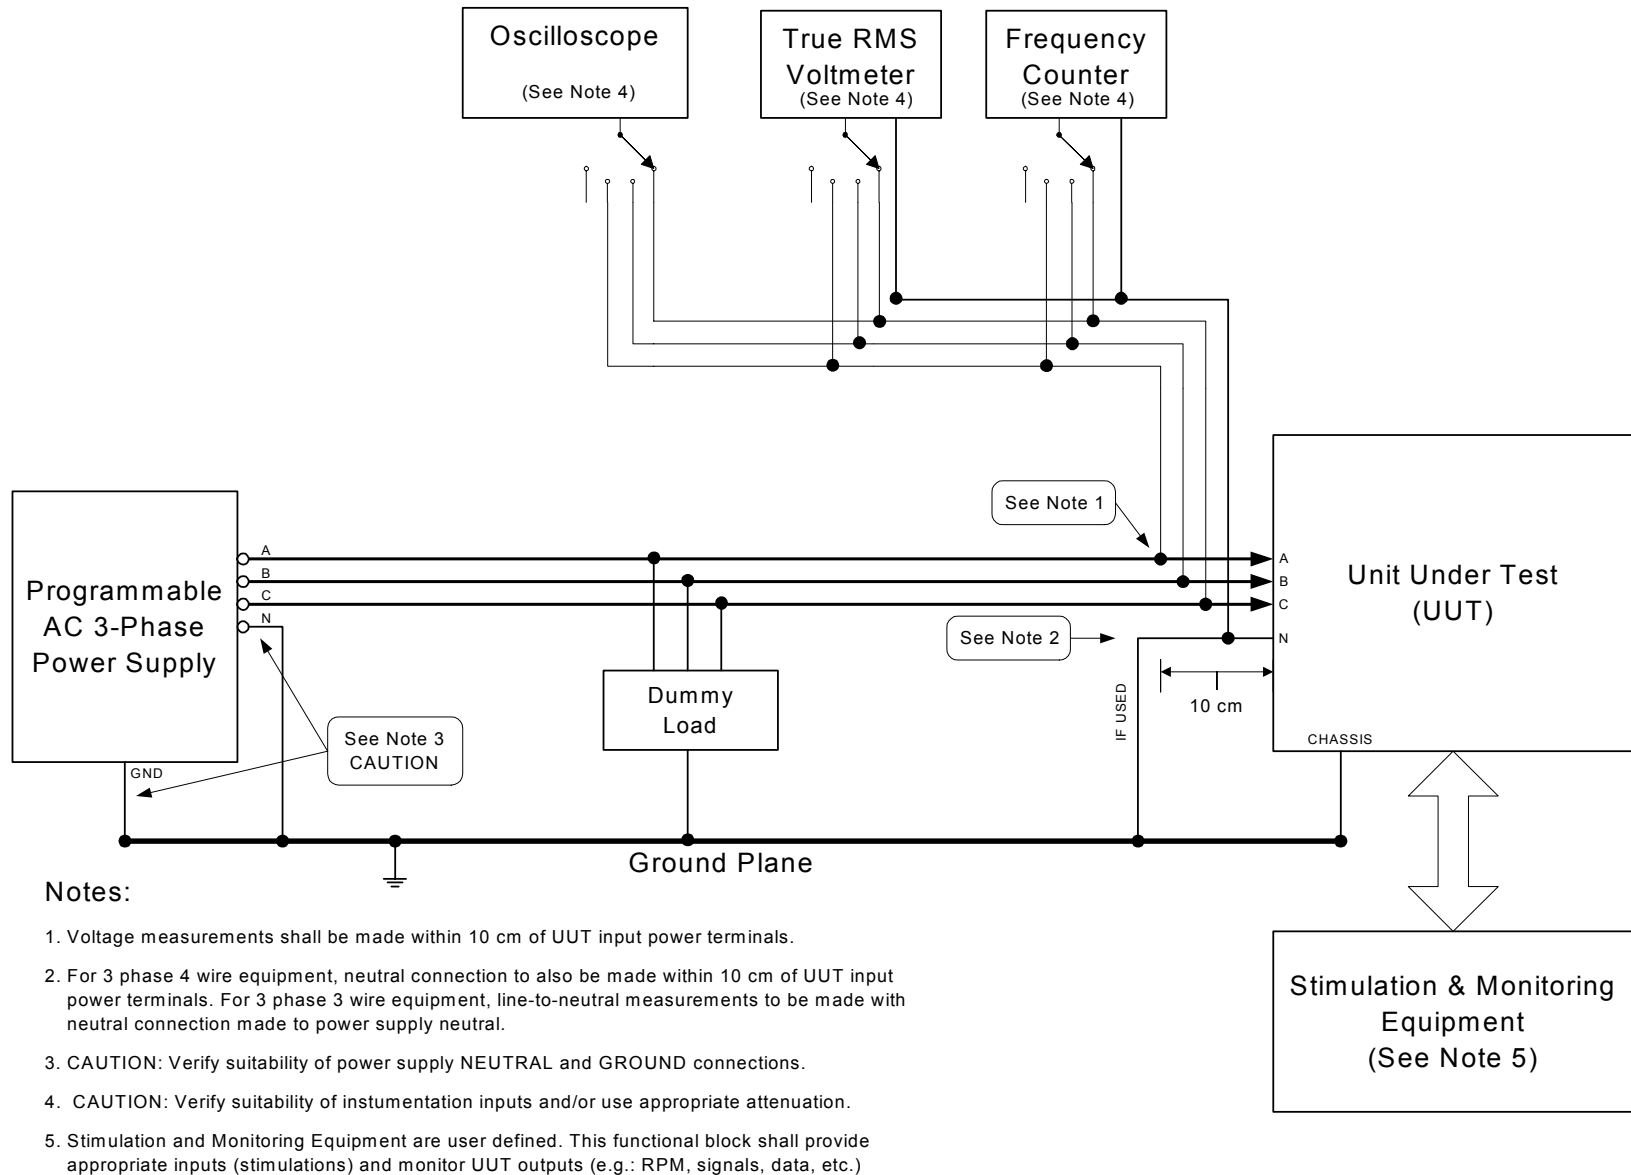 Oscilloscope
(See Note 4)
True RMS
Voltmeter
(See Note 4)
Frequency
Counter
(See Note 4)
Programmable
AC 3-Phase
Power Supply
A
B
C
N
GND
See Note 3
CAUTION
Dummy
Load
See Note 1
See Note 2
IF USED
10 cm
A
B
C
N
Unit Under Test
(UUT)
CHASSIS
Ground Plane
Stimulation & Monitoring
Equipment
(See Note 5)
Notes:
1. Voltage measurements shall be made within 10 cm of UUT input power terminals.
2. For 3 phase 4 wire equipment, neutral connection to also be made within 10 cm of UUT input
power terminals. For 3 phase 3 wire equipment, line-to-neutral measurements to be made with
neutral connection made to power supply neutral.
3. CAUTION: Verify suitability of power supply NEUTRAL and GROUND connections.
4. CAUTION: Verify suitability of instumentation inputs and/or use appropriate attenuation.
5. Stimulation and Monitoring Equipment are user defined. This functional block shall provide
appropriate inputs (stimulations) and monitor UUT outputs (e.g.: RPM, signals, data, etc.)